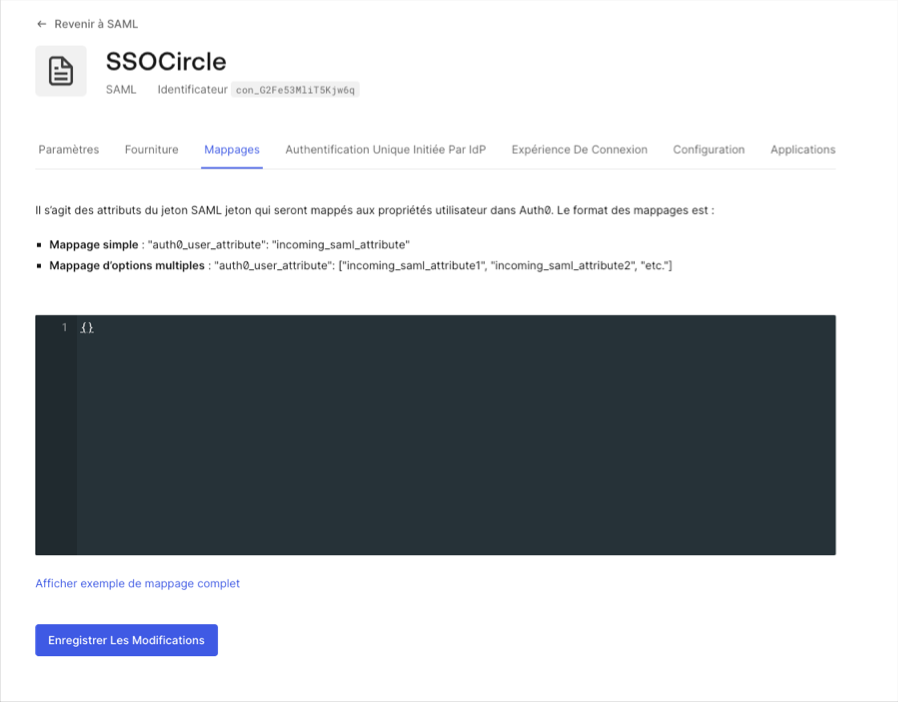 ← Revenir à SAML
SSOCircle
SAML Identificateur con_G2Fe53MliT5Kjw6q
Paramètres Fourniture Mappages Authentification Unique Initiée Par IdP Expérience De Connexion Configuration Applications
Il s'agit des attributs du jeton SAML jeton qui seront mappés aux propriétés utilisateur dans Auth0. Le format des mappages est :
▪ Mappage simple : "auth0_user_attribute": "incoming_saml_attribute"
▪ Mappage d'options multiples : "auth0_user_attribute": ["incoming_saml_attribute1", "incoming_saml_attribute2", "etc."]
1 {}
Afficher exemple de mappage complet
Enregistrer Les Modifications